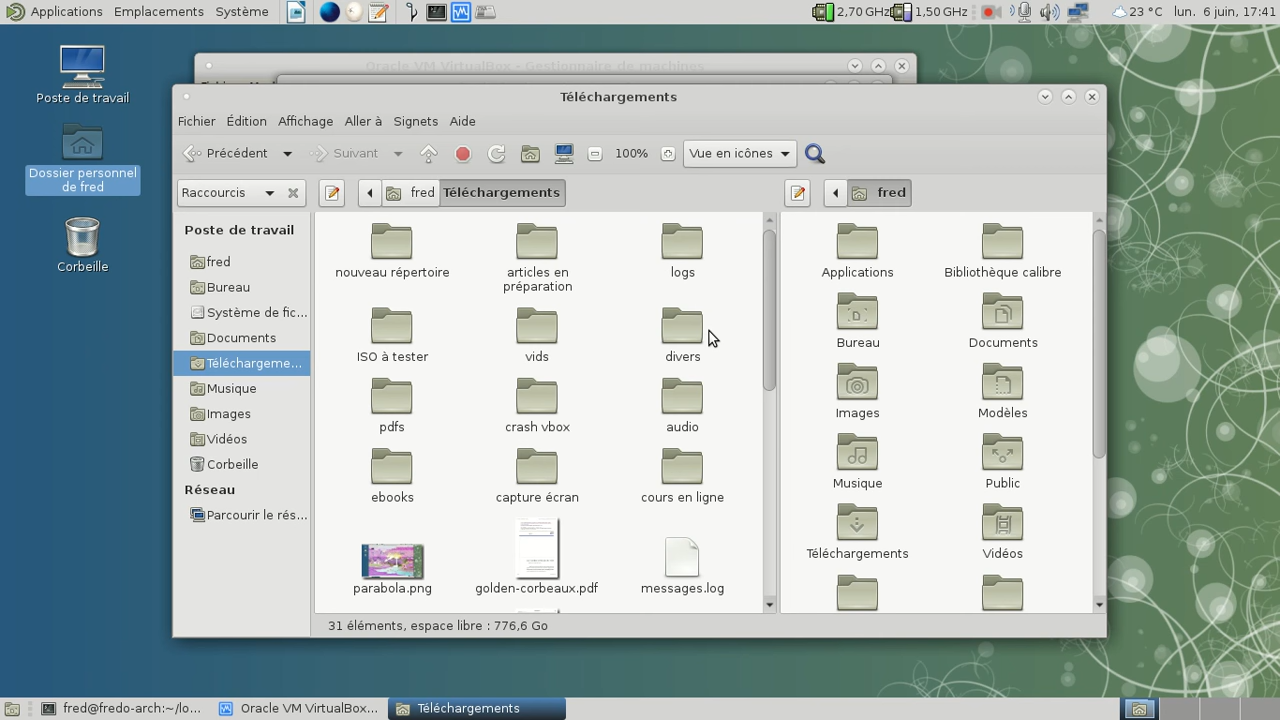 Applications Emplacements Système 2,70 GHz 1,50 GHz 23 °C lun. 6 juin, 17:41
Poste de travail
Dossier personnel
de fred
Corbeille
Oracle VM VirtualBox - Gestionnaire de machines
Téléchargements
Fichier Édition Affichage Aller à Signets Aide
Précédent Suivant 100% Vue en icônes
Raccourcis fred Téléchargements fred
Poste de travail
fred
Bureau
Système de fic...
Documents
Téléchargeme...
Musique
Images
Vidéos
Corbeille
Réseau
Parcourir le rés...
nouveau répertoire articles en
préparation logs
ISO à tester vids divers
pdfs crash vbox audio
ebooks capture écran cours en ligne
parabola.png golden-corbeaux.pdf messages.log
Applications Bibliothèque calibre
Bureau Documents
Images Modèles
Musique Public
Téléchargements Vidéos
31 éléments, espace libre : 776,6 Go
fred@fredo-arch:~/lo... Oracle VM VirtualBox... Téléchargements